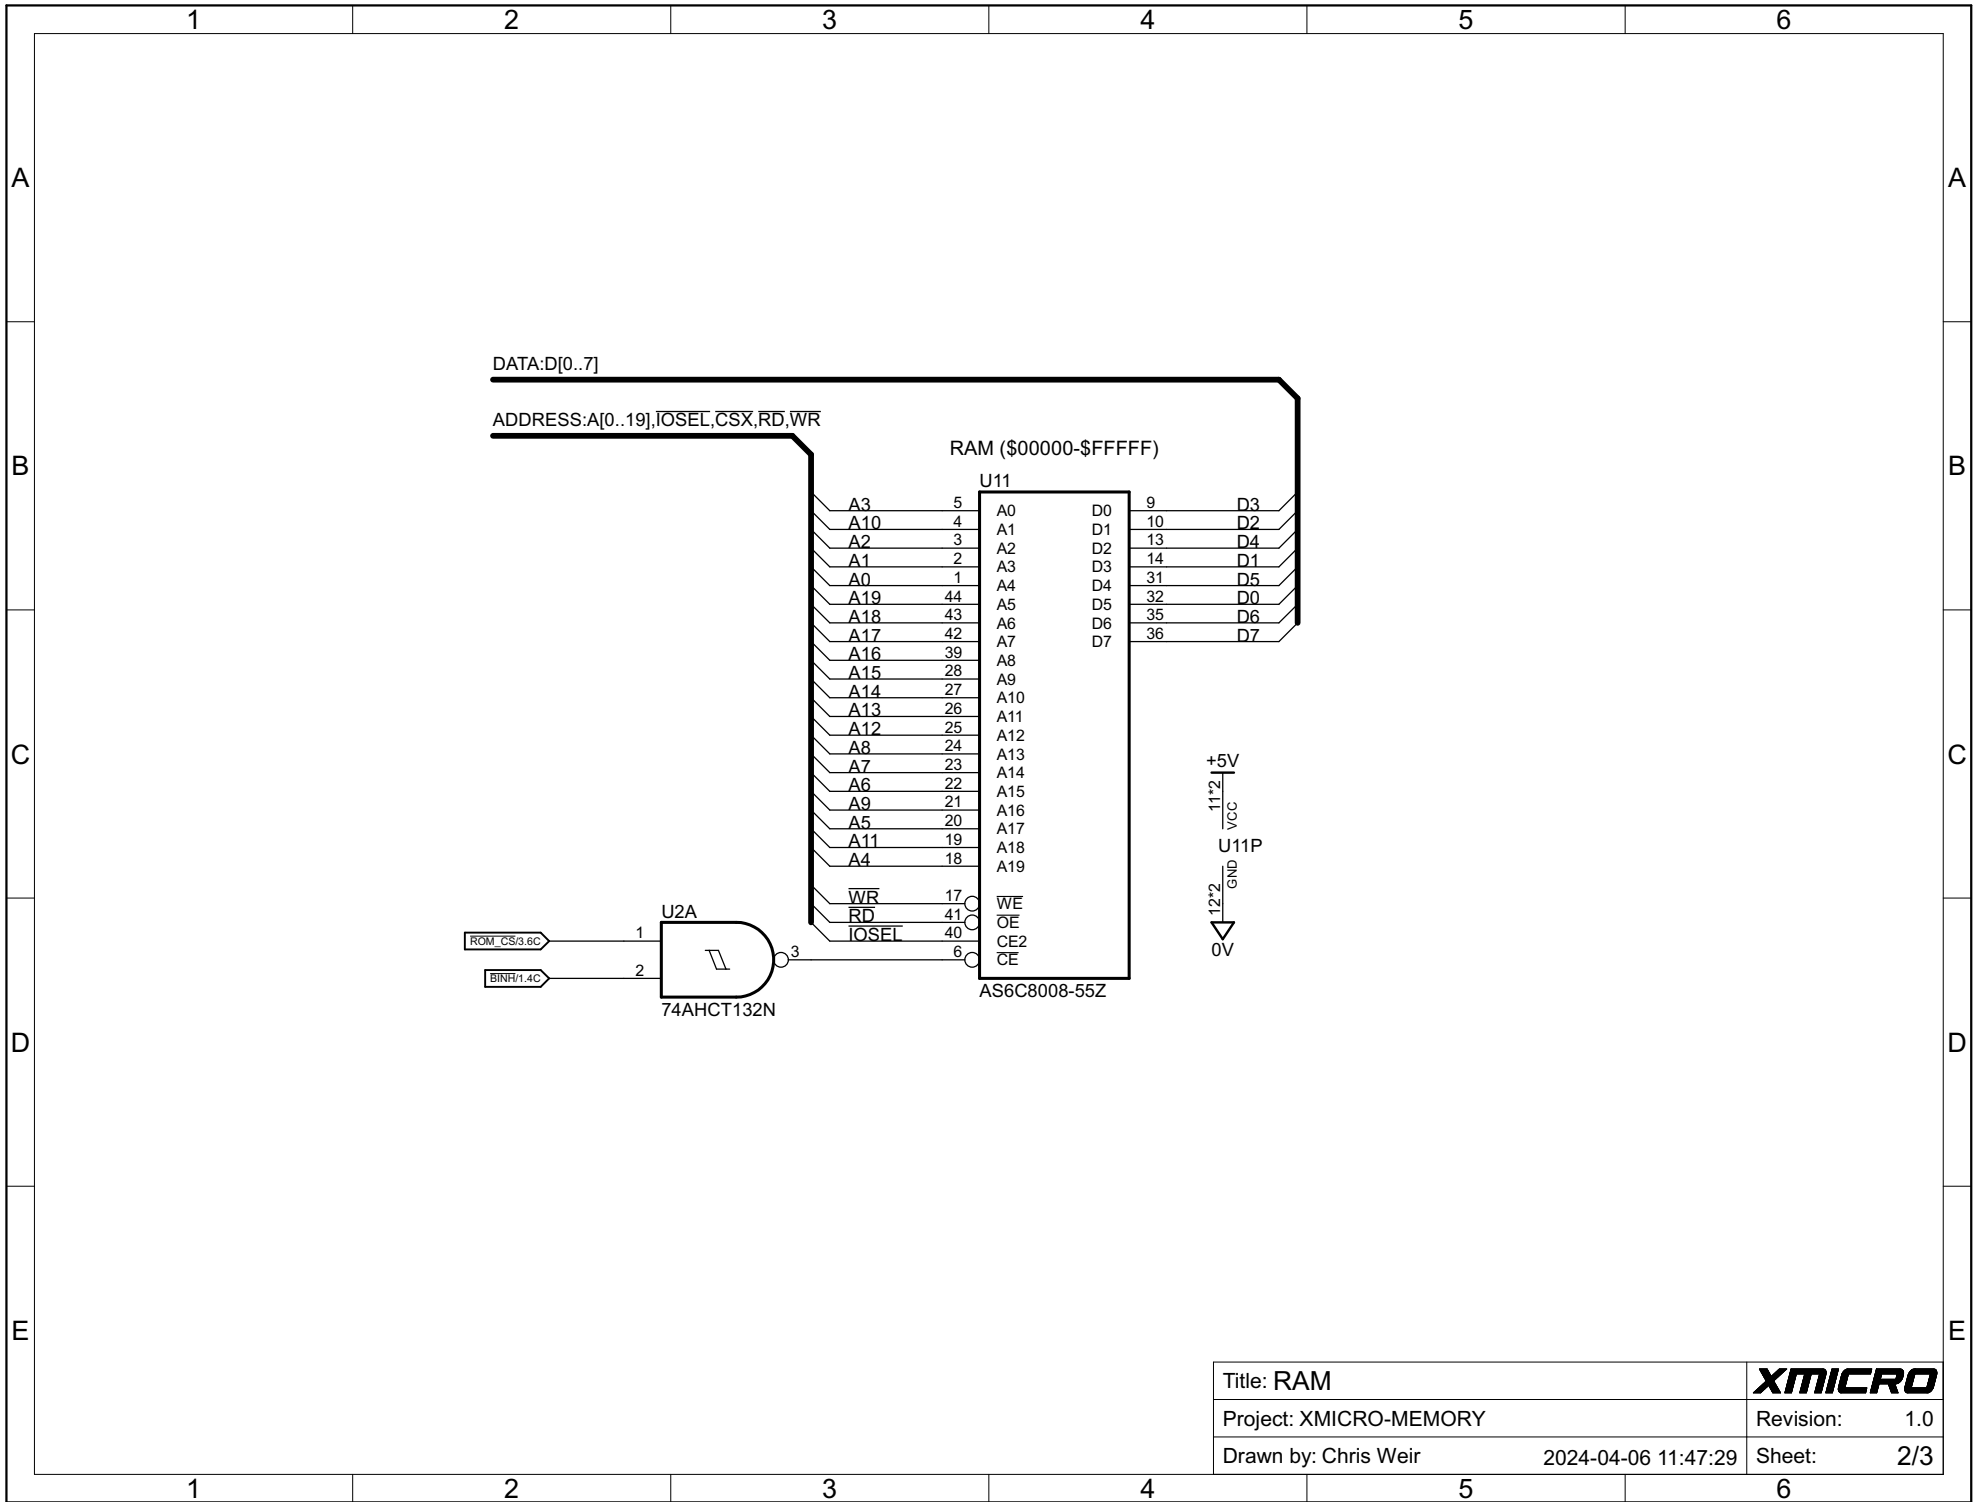 1 2 3 4 5 6
A A
DATA:D[0..7]
ADDRESS:A[0..19],IOSEL,CSX,RD,WR
RAM ($00000-$FFFFF)
B B
U11
A3 5 A0 D0 9 D3
A10 4 A1 D1 10 D2
A2 3 A2 D2 13 D4
A1 2 A3 D3 14 D1
A0 1 A4 D4 31 D5
A19 44 A5 D5 32 D0
A18 43 A6 D6 35 D6
A17 42 A7 D7 36 D7
A16 39 A8
A15 28 A9
A14 27 A10
A13 26 A11
A12 25 A12
A8 24 A13
C C
A7 23 A14
A6 22 A15
A9 21 A16
A5 20 A17
A11 19 A18
A4 18 A19
+5V
11*2
VCC
U11P
GND
12*2
0V
WR 17 WE
RD 41 OE
IOSEL 40 CE2
6 CE
U2A
ROM_CS/3.6C 1
3
BINH/1.4C 2
AS6C8008-55Z
74AHCT132N
D D
E E
Title: RAM XMICRO
Project: XMICRO-MEMORY Revision: 1.0
Drawn by: Chris Weir 2024-04-06 11:47:29 Sheet: 2/3
1 2 3 4 5 6